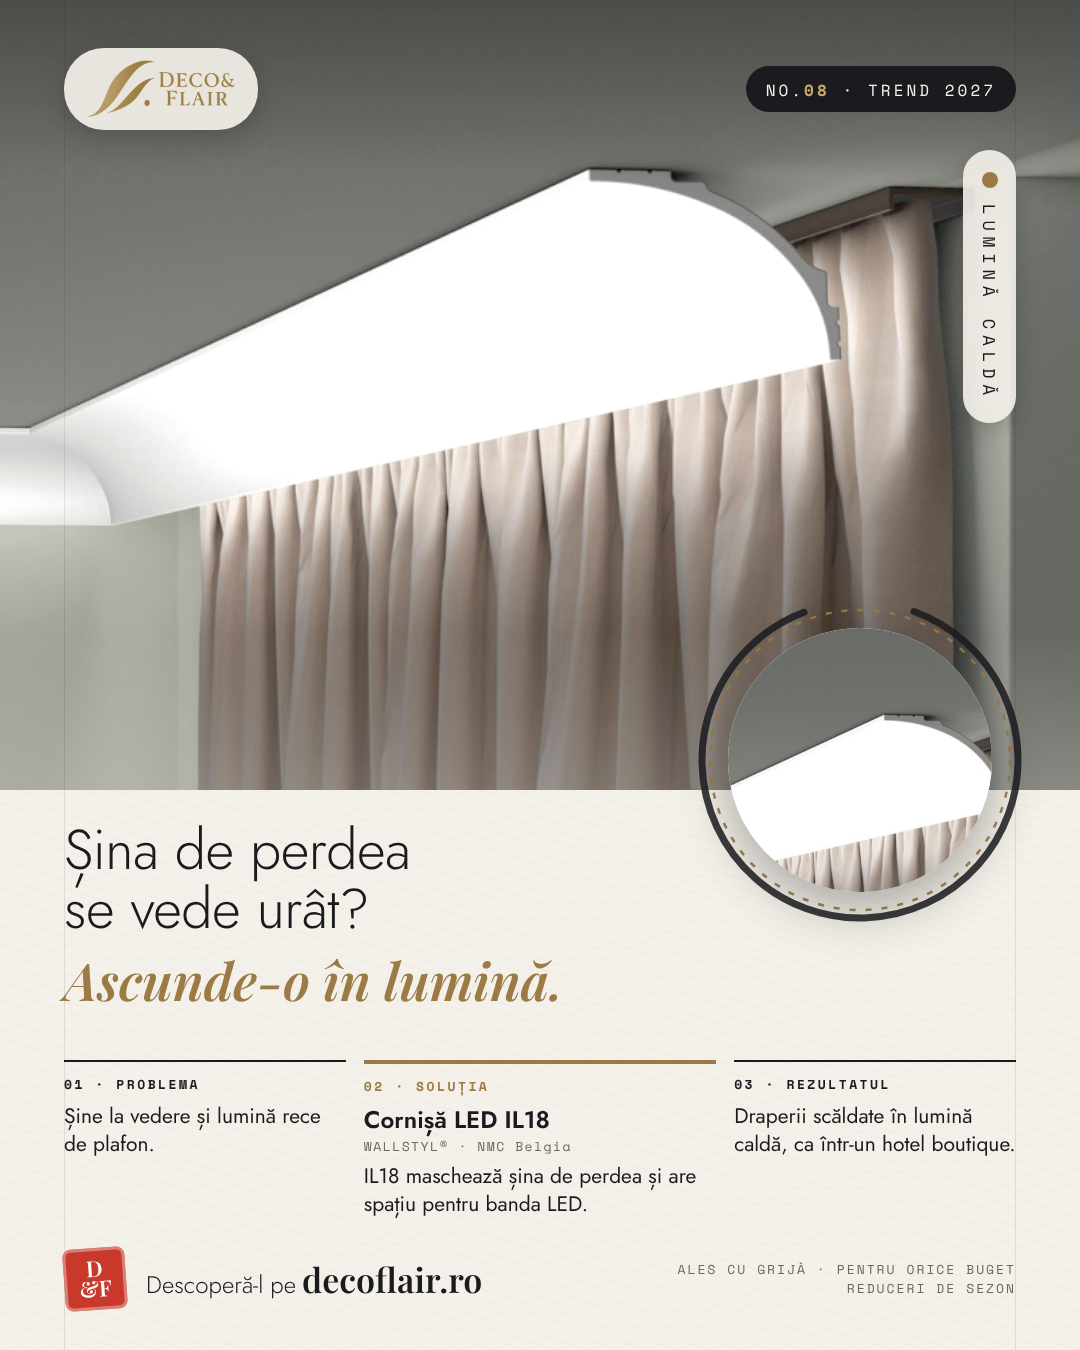 DECO&
FLAIR
NO.08 · TREND 2027
LUMINĂ CALDĂ
Șina de perdea
se vede urât?
Ascunde-o în lumină.
01 · PROBLEMA
Șine la vedere și lumină rece
de plafon.
02 · SOLUȚIA
Cornișă LED IL18
WALLSTYL® · NMC Belgia
IL18 maschează șina de perdea și are
spațiu pentru banda LED.
03 · REZULTATUL
Draperii scăldate în lumină
caldă, ca într-un hotel boutique.
D
&F
Descoperă-l pe decoflair.ro
ALES CU GRIJĂ · PENTRU ORICE BUGET
REDUCERI DE SEZON